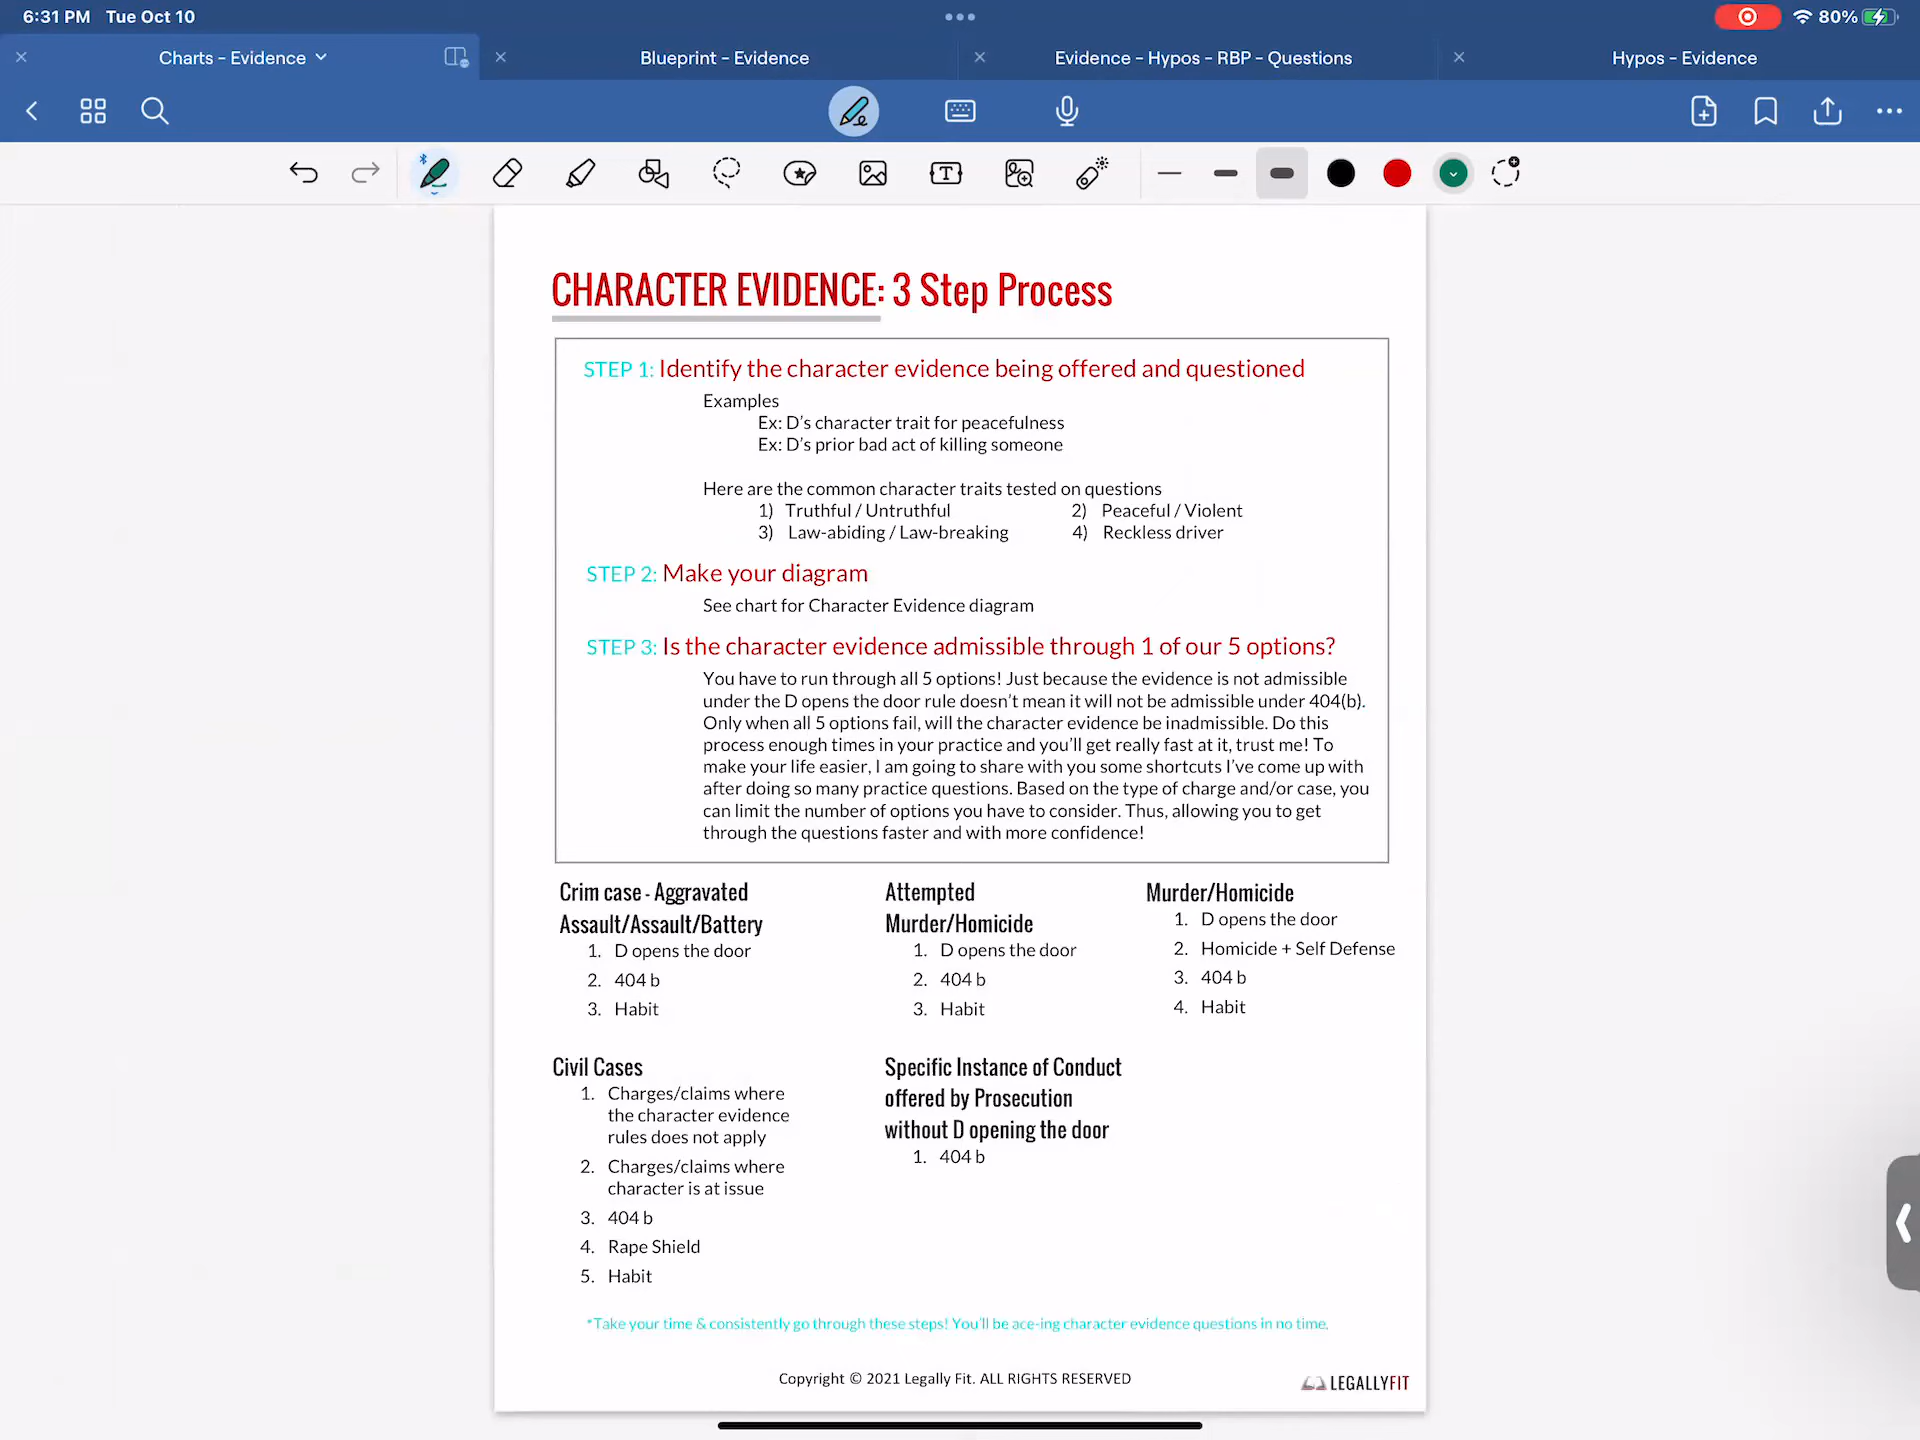 6:31 PM Tue Oct 10
80%
Charts - Evidence
Blueprint - Evidence
Evidence - Hypos - RBP - Questions
Hypos - Evidence
CHARACTER EVIDENCE: 3 Step Process
STEP 1: Identify the character evidence being offered and questioned
Examples
Ex: D's character trait for peacefulness
Ex: D's prior bad act of killing someone
Here are the common character traits tested on questions
1) Truthful / Untruthful 2) Peaceful / Violent
3) Law-abiding / Law-breaking 4) Reckless driver
STEP 2: Make your diagram
See chart for Character Evidence diagram
STEP 3: Is the character evidence admissible through 1 of our 5 options?
You have to run through all 5 options! Just because the evidence is not admissible
under the D opens the door rule doesn't mean it will not be admissible under 404(b).
Only when all 5 options fail, will the character evidence be inadmissible. Do this
process enough times in your practice and you'll get really fast at it, trust me! To
make your life easier, I am going to share with you some shortcuts I've come up with
after doing so many practice questions. Based on the type of charge and/or case, you
can limit the number of options you have to consider. Thus, allowing you to get
through the questions faster and with more confidence!
Crim case - Aggravated
Assault/Assault/Battery
1. D opens the door
2. 404 b
3. Habit
Attempted
Murder/Homicide
1. D opens the door
2. 404 b
3. Habit
Murder/Homicide
1. D opens the door
2. Homicide + Self Defense
3. 404 b
4. Habit
Civil Cases
1. Charges/claims where
the character evidence
rules does not apply
2. Charges/claims where
character is at issue
3. 404 b
4. Rape Shield
5. Habit
Specific Instance of Conduct
offered by Prosecution
without D opening the door
1. 404 b
*Take your time & consistently go through these steps! You'll be ace-ing character evidence questions in no time.
Copyright © 2021 Legally Fit. ALL RIGHTS RESERVED
LEGALLYFIT